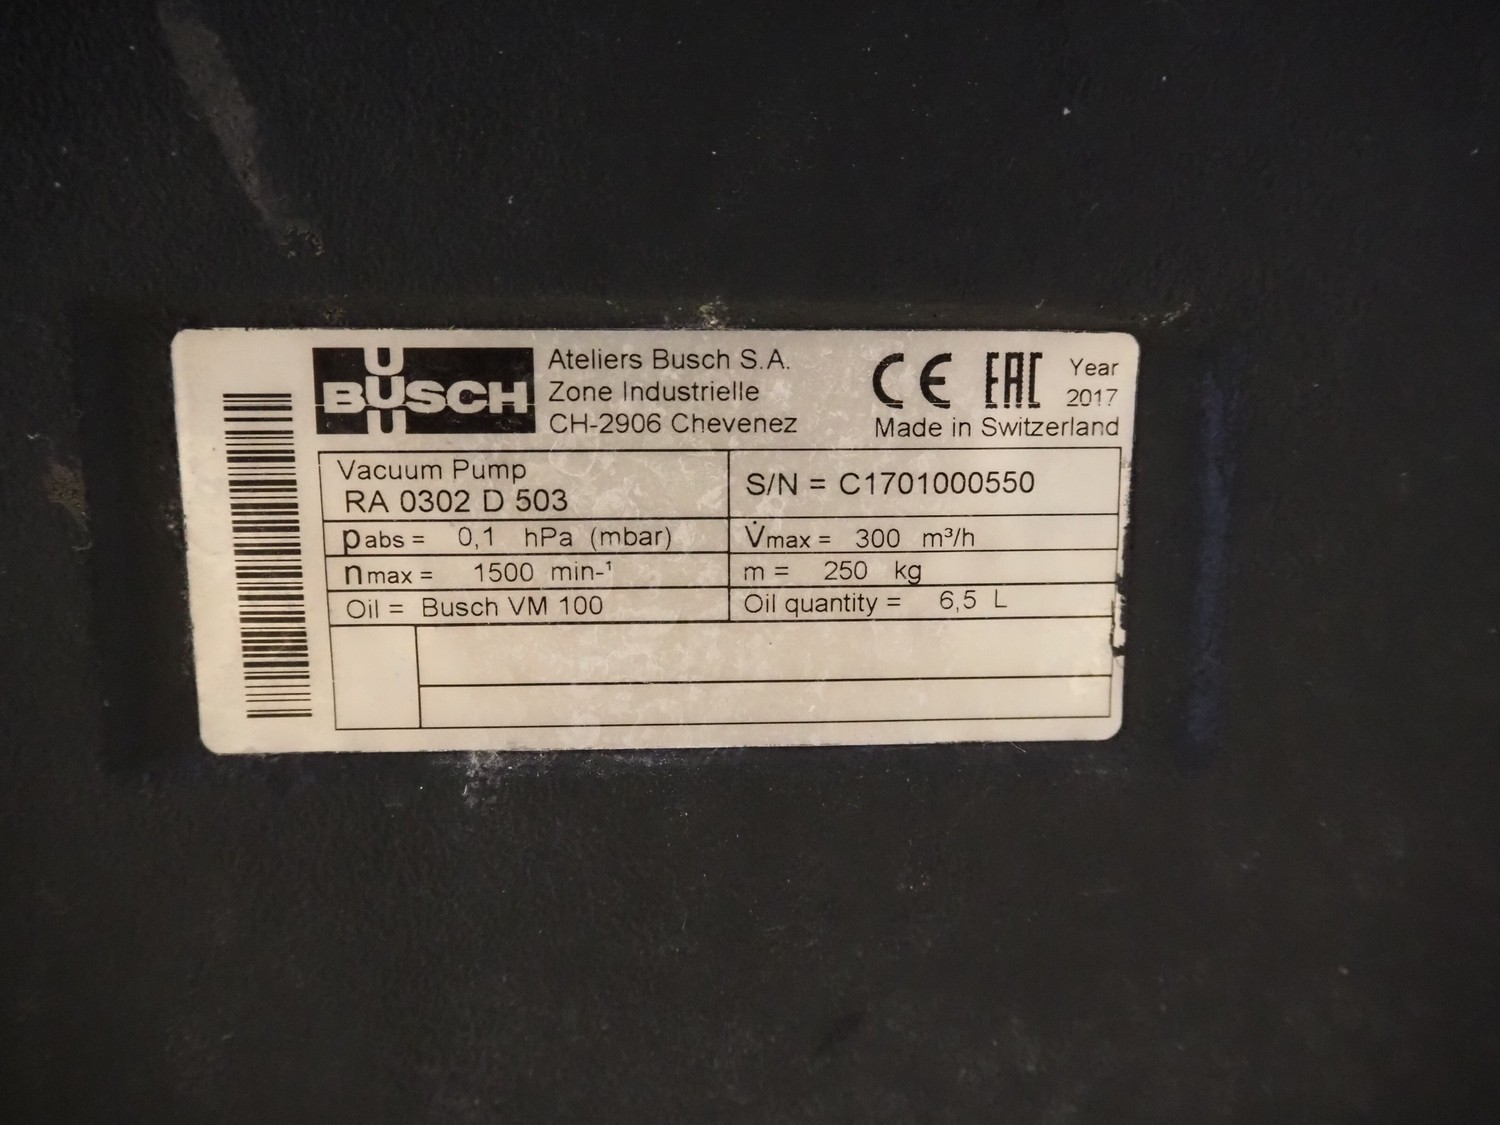 BUSCH
Ateliers Busch S.A.
Zone Industrielle
CH-2906 Chevenez
CE EAC
Year
2017
Made in Switzerland
Vacuum Pump
RA 0302 D 503
S/N = C1701000550
pabs = 0,1 hPa (mbar)
V̇max = 300 m³/h
nmax = 1500 min-¹
m = 250 kg
Oil = Busch VM 100
Oil quantity = 6,5 L